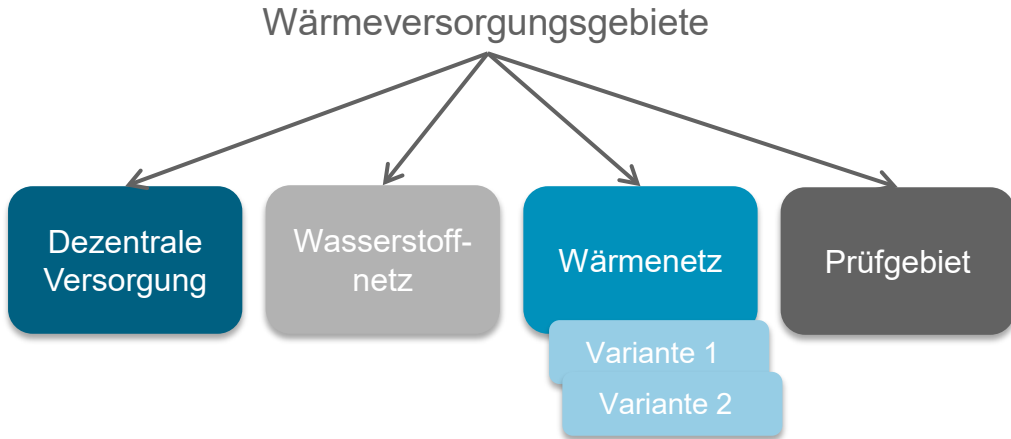 Wärmeversorgungsgebiete
Dezentrale
Versorgung
Wasserstoff-
netz
Wärmenetz
Prüfgebiet
Variante 1
Variante 2